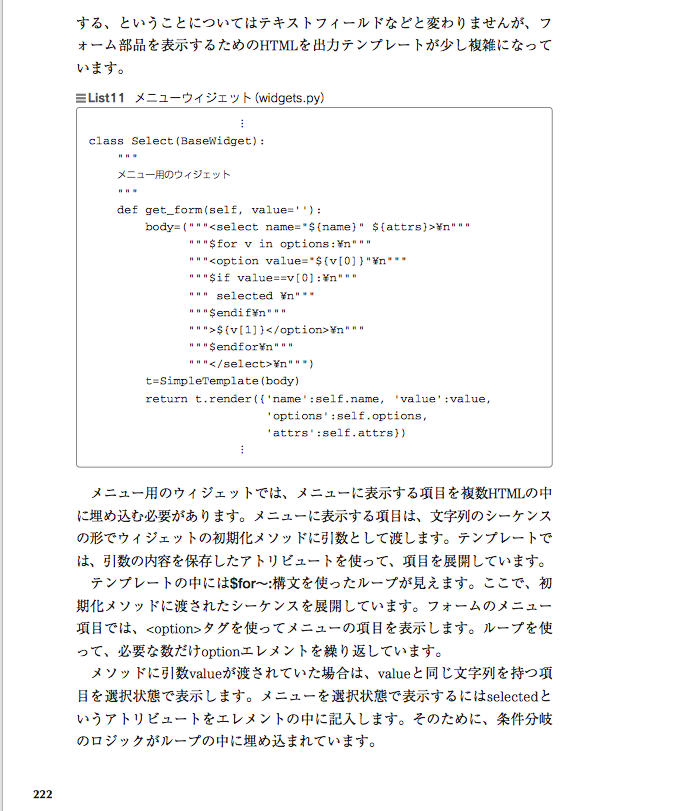 する、ということについてはテキストフィールドなどと変わりませんが、フ
ォーム部品を表示するためのHTMLを出力テンプレートが少し複雑になって
います。
List11 メニューウィジェット(widgets.py)
⋮
class Select(BaseWidget):
"""
メニュー用のウィジェット
"""
def get_form(self, value=''):
body=("""<select name="${name}" ${attrs}>¥n"""
"""$for v in options:¥n"""
"""<option value="${v[0]}"¥n"""
"""$if value==v[0]:¥n"""
""" selected ¥n"""
"""$endif¥n"""
""">${v[1]}</option>¥n"""
"""$endfor¥n"""
"""</select>¥n""")
t=SimpleTemplate(body)
return t.render({'name':self.name, 'value':value,
'options':self.options,
'attrs':self.attrs})
⋮
メニュー用のウィジェットでは、メニューに表示する項目を複数HTMLの中
に埋め込む必要があります。メニューに表示する項目は、文字列のシーケンス
の形でウィジェットの初期化メソッドに引数として渡します。テンプレートで
は、引数の内容を保存したアトリビュートを使って、項目を展開しています。
テンプレートの中には$for〜:構文を使ったループが見えます。ここで、初
期化メソッドに渡されたシーケンスを展開しています。フォームのメニュー
項目では、<option>タグを使ってメニューの項目を表示します。ループを使
って、必要な数だけoptionエレメントを繰り返しています。
メソッドに引数valueが渡されていた場合は、valueと同じ文字列を持つ項
目を選択状態で表示します。メニューを選択状態で表示するにはselectedと
いうアトリビュートをエレメントの中に記入します。そのために、条件分岐
のロジックがループの中に埋め込まれています。
222